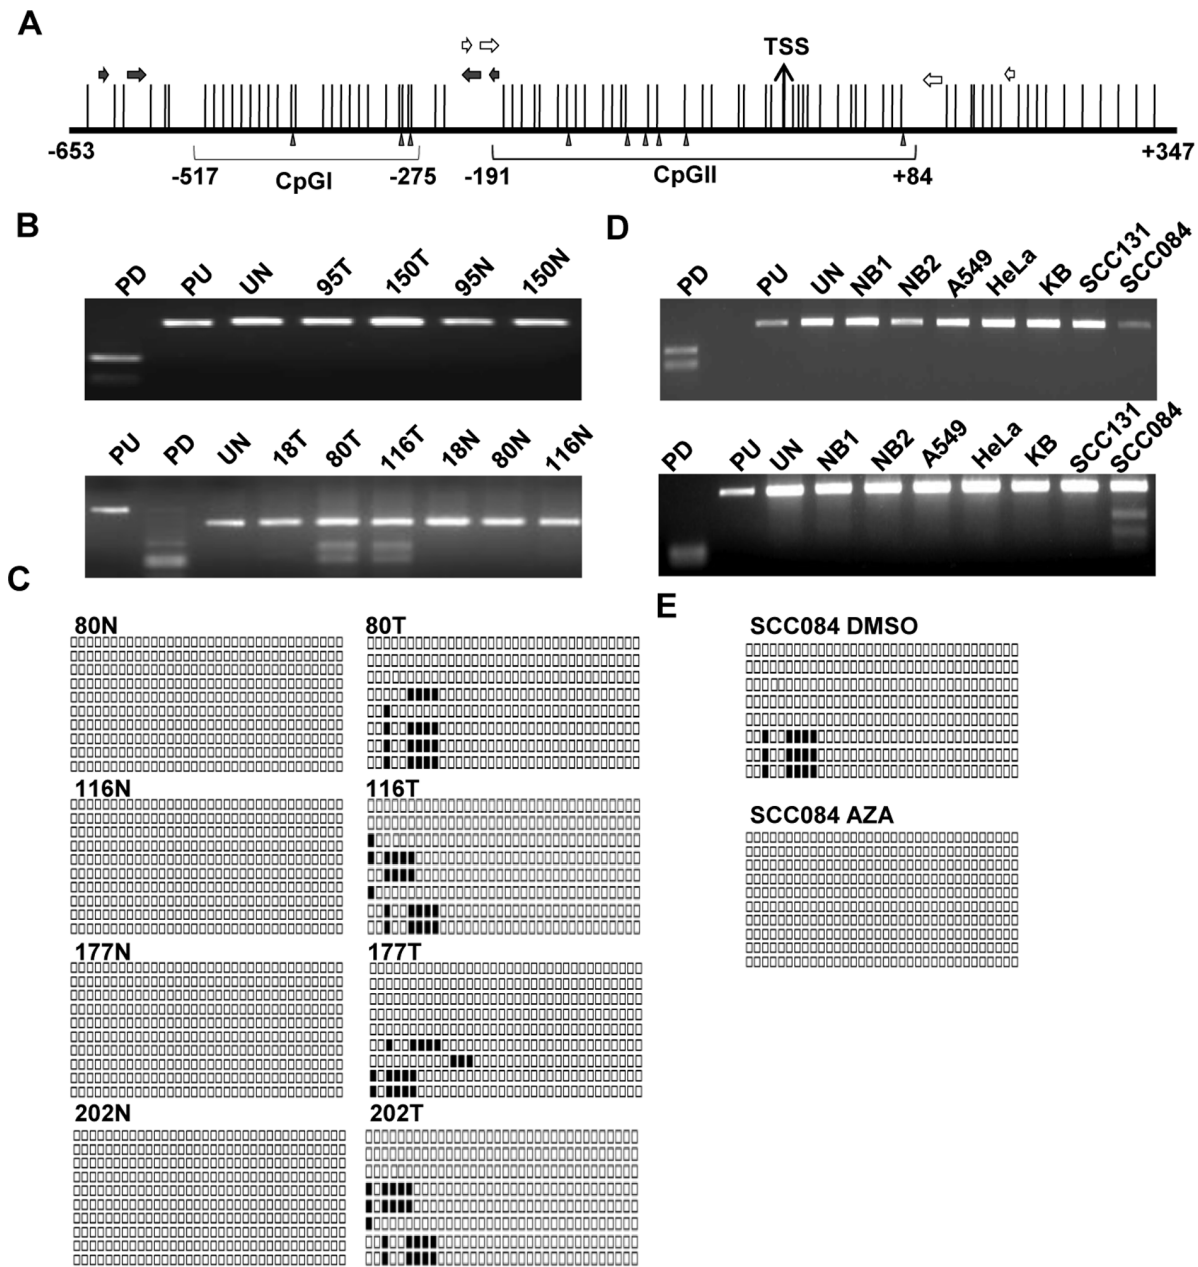 A
TSS
-653
-517
CpGI
-275
-191
CpGII
+84
+347
B
PD PU UN 95T 150T 95N 150N
PU PD UN 18T 80T 116T 18N 80N 116N
D
PD PU UN NB1 NB2 A549 HeLa KB SCC131 SCC084
PD PU UN NB1 NB2 A549 HeLa KB SCC131 SCC084
C
80N 80T
116N 116T
177N 177T
202N 202T
E
SCC084 DMSO
SCC084 AZA